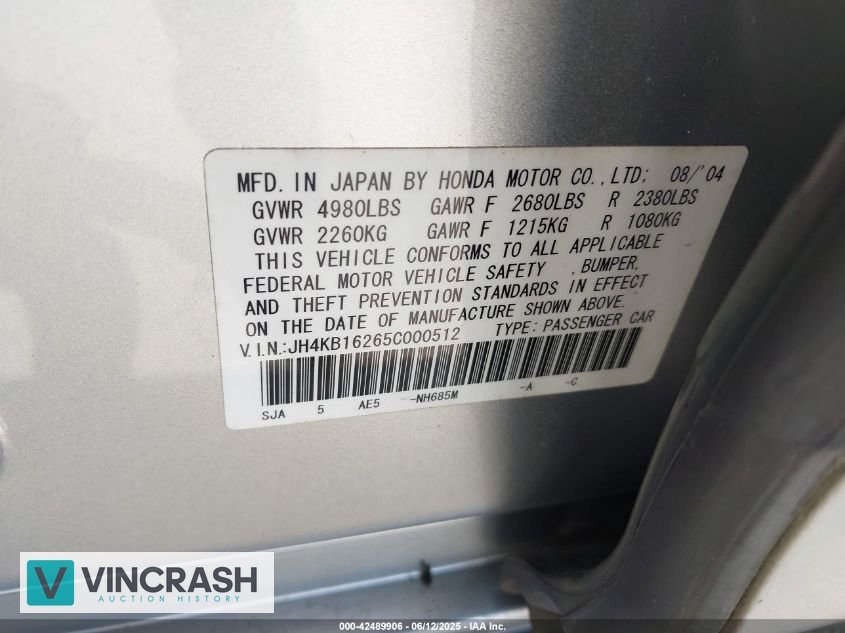 MFD. IN JAPAN BY HONDA MOTOR CO., LTD: 08/'04
GVWR 4980LBS GAWR F 2680LBS R 2380LBS
GVWR 2260KG GAWR F 1215KG R 1080KG
THIS VEHICLE CONFORMS TO ALL APPLICABLE
FEDERAL MOTOR VEHICLE SAFETY , BUMPER,
AND THEFT PREVENTION STANDARDS IN EFFECT
ON THE DATE OF MANUFACTURE SHOWN ABOVE.
V.I.N.:JH4KB16265C000512 TYPE: PASSENGER CAR
SJA 5 AE5 -NH685M -A -C
V VINCRASH
AUCTION HISTORY
000-42489906 - 06/12/2025 - IAA Inc.